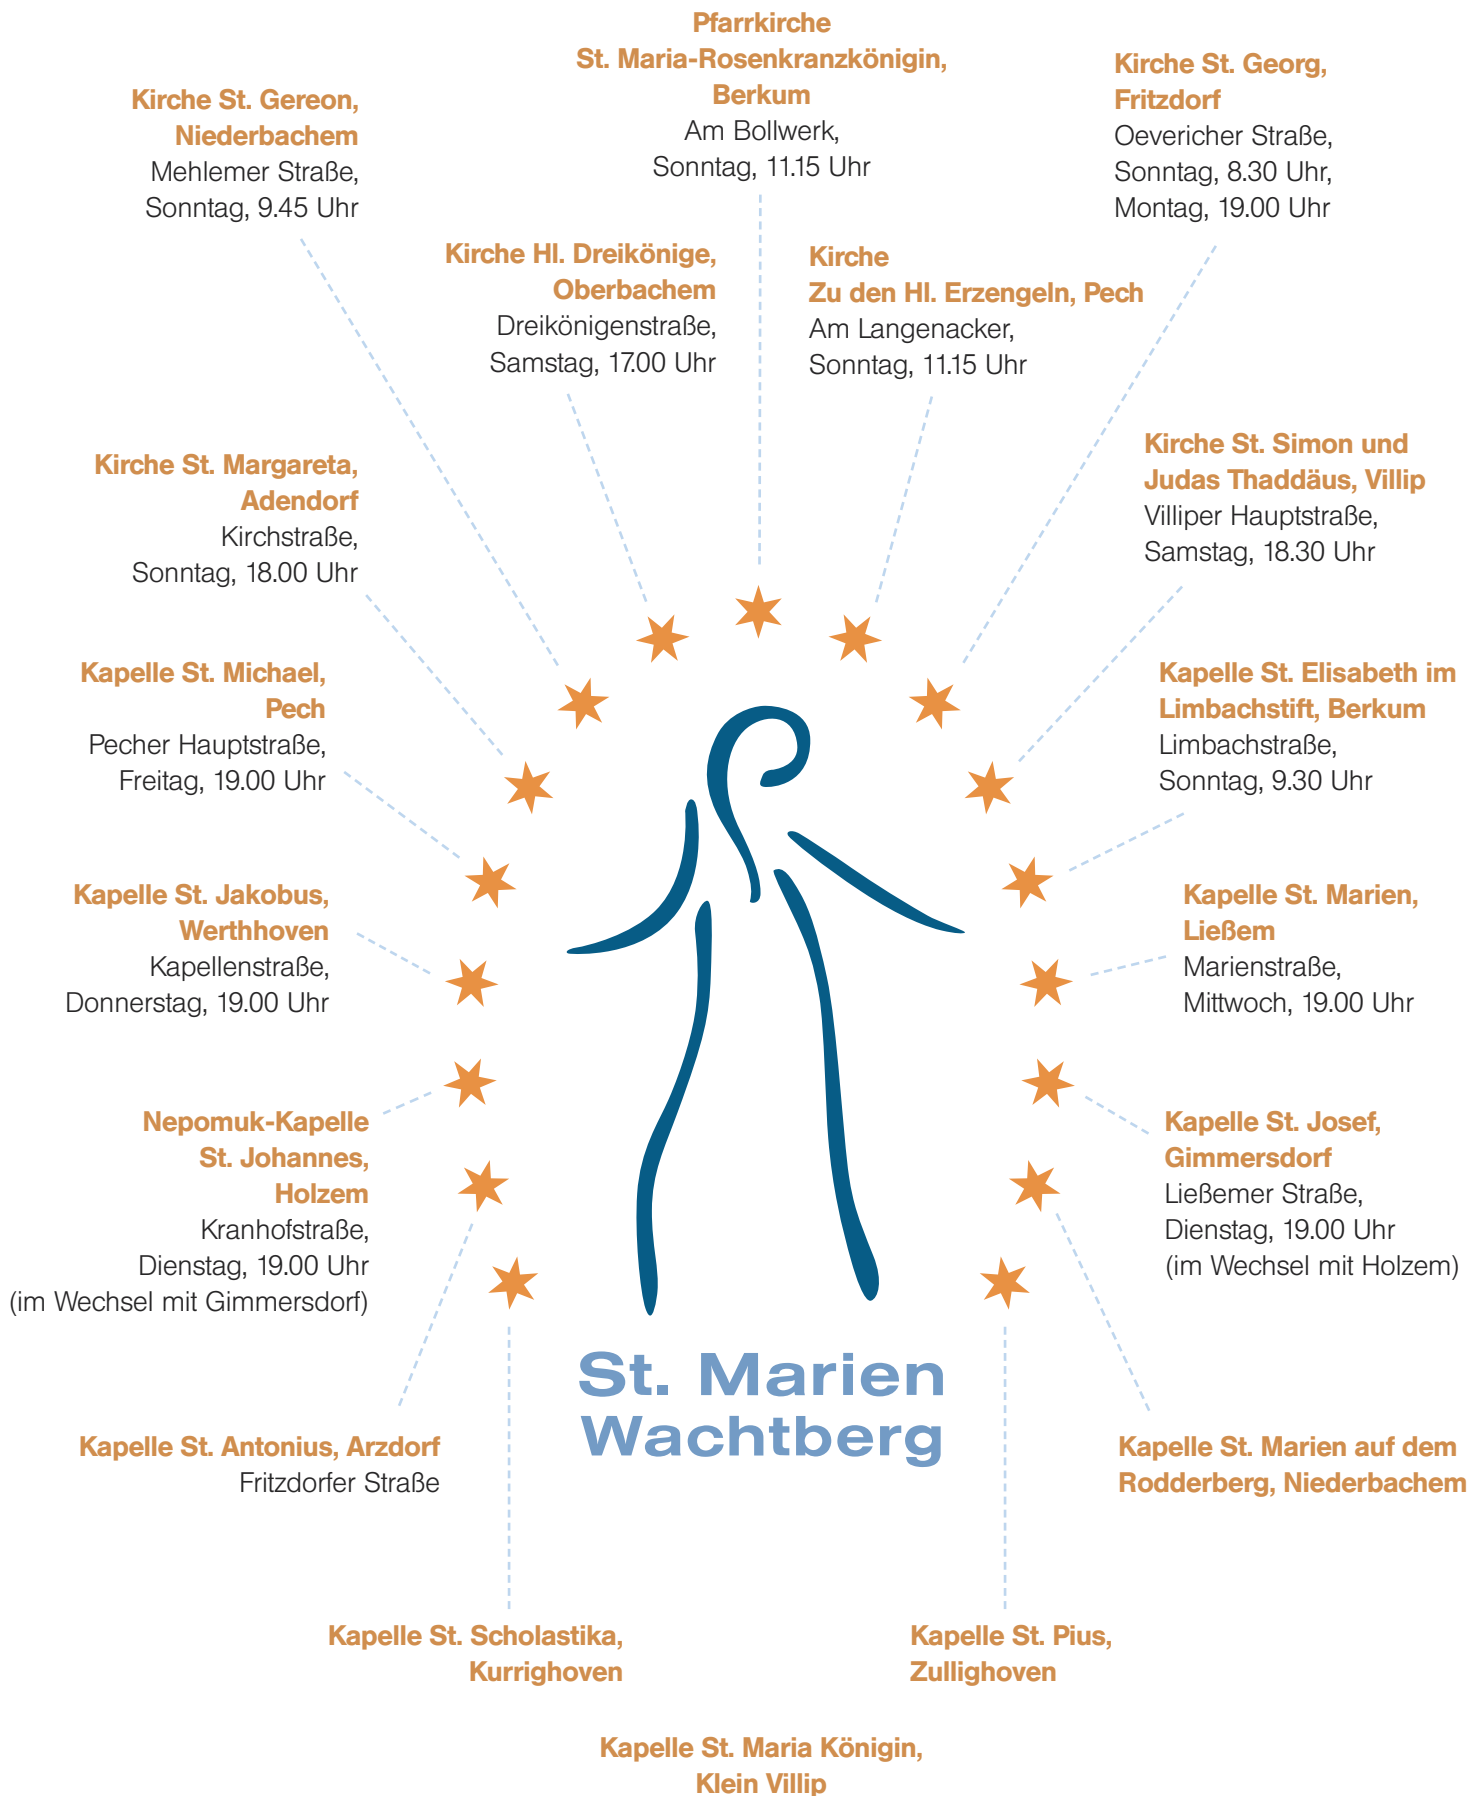 Pfarrkirche
St. Maria-Rosenkranzkönigin,
Berkum
Am Bollwerk,
Sonntag, 11.15 Uhr
Kirche St. Georg,
Fritzdorf
Oevericher Straße,
Sonntag, 8.30 Uhr,
Montag, 19.00 Uhr
Kirche St. Gereon,
Niederbachem
Mehlemer Straße,
Sonntag, 9.45 Uhr
Kirche Hl. Dreikönige,
Oberbachem
Dreikönigenstraße,
Samstag, 17.00 Uhr
Kirche
Zu den Hl. Erzengeln, Pech
Am Langenacker,
Sonntag, 11.15 Uhr
Kirche St. Margareta,
Adendorf
Kirchstraße,
Sonntag, 18.00 Uhr
Kirche St. Simon und
Judas Thaddäus, Villip
Villiper Hauptstraße,
Samstag, 18.30 Uhr
Kapelle St. Michael,
Pech
Pecher Hauptstraße,
Freitag, 19.00 Uhr
Kapelle St. Elisabeth im
Limbachstift, Berkum
Limbachstraße,
Sonntag, 9.30 Uhr
Kapelle St. Jakobus,
Werthhoven
Kapellenstraße,
Donnerstag, 19.00 Uhr
Kapelle St. Marien,
Ließem
Marienstraße,
Mittwoch, 19.00 Uhr
Nepomuk-Kapelle
St. Johannes,
Holzem
Kranhofstraße,
Dienstag, 19.00 Uhr
(im Wechsel mit Gimmersdorf)
Kapelle St. Josef,
Gimmersdorf
Ließemer Straße,
Dienstag, 19.00 Uhr
(im Wechsel mit Holzem)
St. Marien
Wachtberg
Kapelle St. Antonius, Arzdorf
Fritzdorfer Straße
Kapelle St. Marien auf dem
Rodderberg, Niederbachem
Kapelle St. Scholastika,
Kurrighoven
Kapelle St. Pius,
Zullighoven
Kapelle St. Maria Königin,
Klein Villip